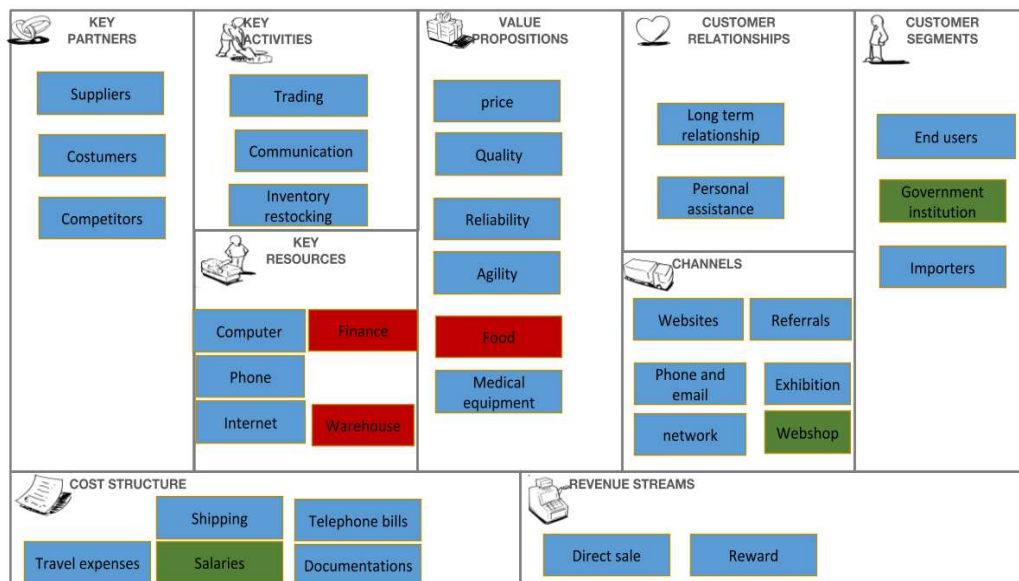 KEY
PARTNERS
Suppliers
Costumers
Competitors
KEY
ACTIVITIES
Trading
Communication
Inventory
restocking
KEY
RESOURCES
Computer
Finance
Phone
Internet
Warehouse
VALUE
PROPOSITIONS
price
Quality
Reliability
Agility
Food
Medical
equipment
CUSTOMER
RELATIONSHIPS
Long term
relationship
Personal
assistance
CHANNELS
Websites
Referrals
Phone and
email
Exhibition
network
Webshop
CUSTOMER
SEGMENTS
End users
Government
institution
Importers
COST STRUCTURE
Shipping
Telephone bills
Travel expenses
Salaries
Documentations
REVENUE STREAMS
Direct sale
Reward